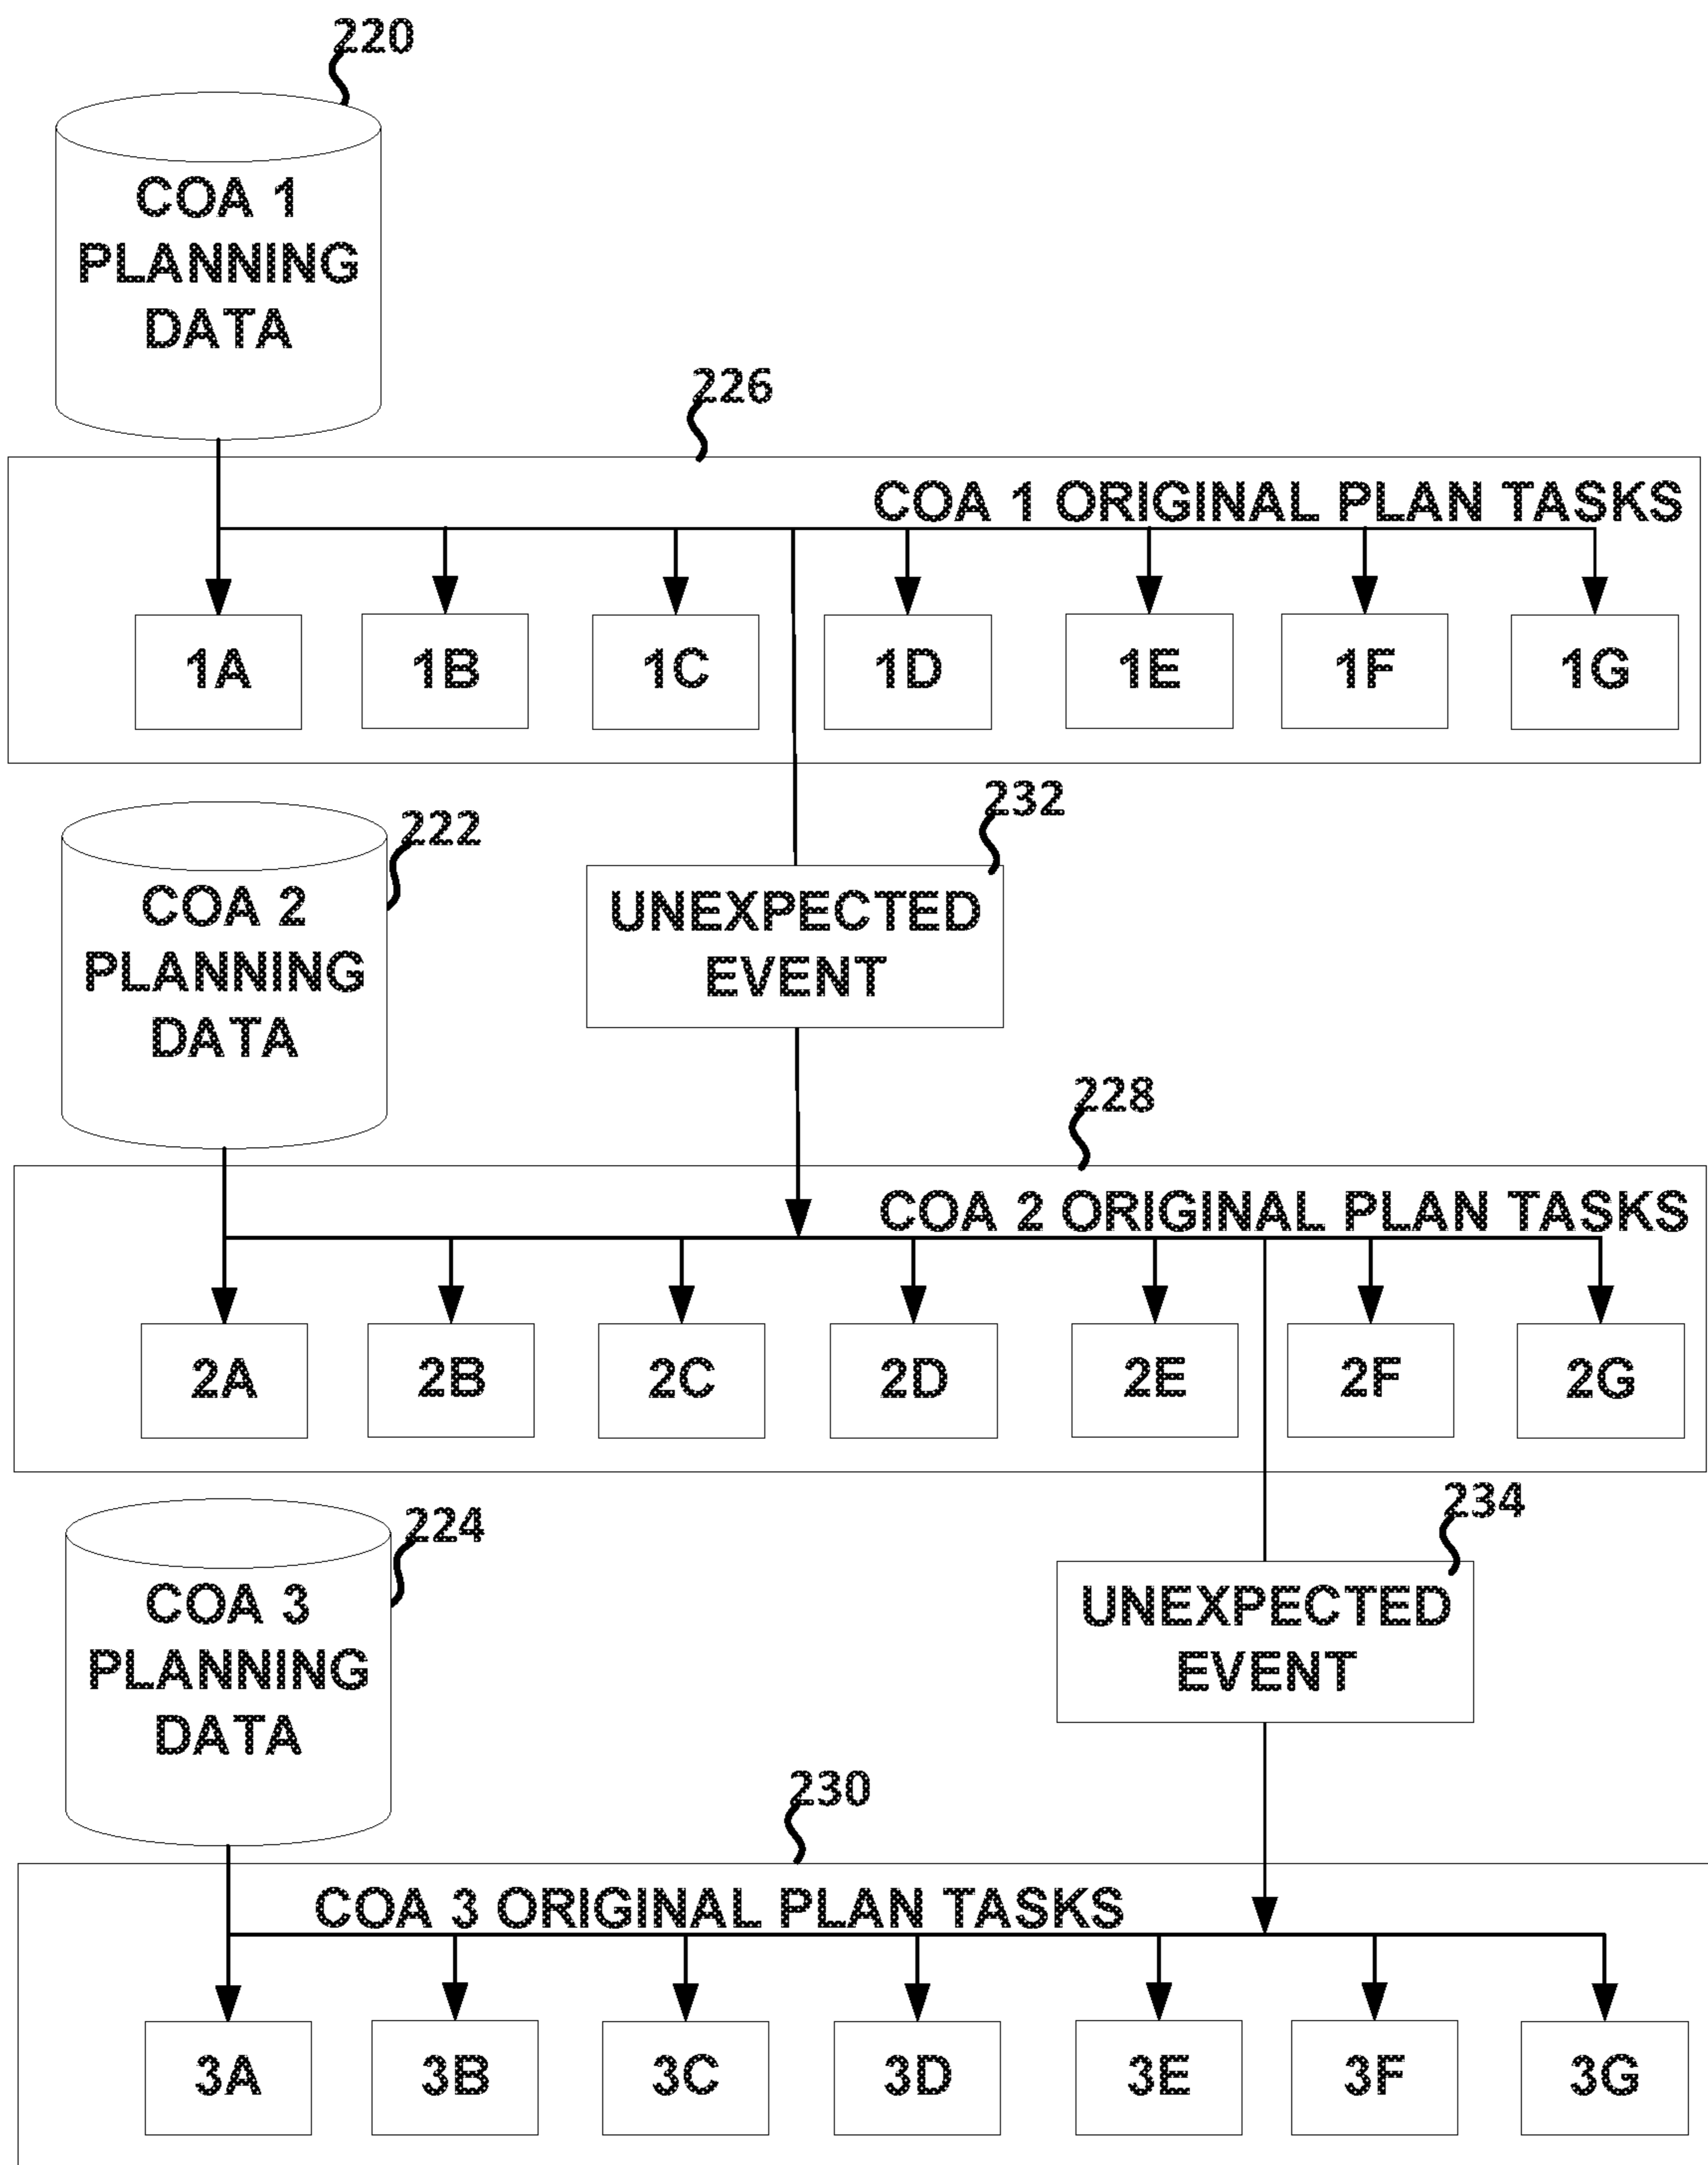 220
COA 1
PLANNING
DATA
226
COA 1 ORIGINAL PLAN TASKS
1A 1B 1C 1D 1E 1F 1G
232
222
COA 2
PLANNING
DATA
UNEXPECTED
EVENT
228
COA 2 ORIGINAL PLAN TASKS
2A 2B 2C 2D 2E 2F 2G
234
224
COA 3
PLANNING
DATA
UNEXPECTED
EVENT
230
COA 3 ORIGINAL PLAN TASKS
3A 3B 3C 3D 3E 3F 3G